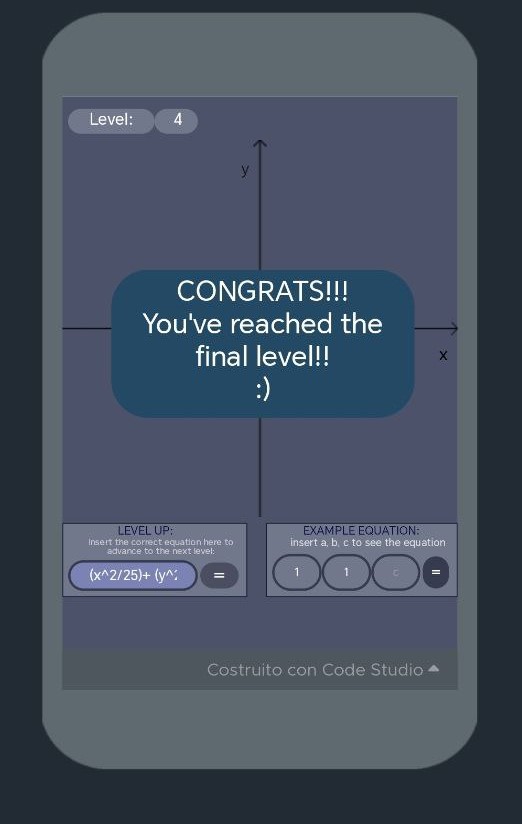 Level: 4
y
CONGRATS!!!
You've reached the
final level!!
:)
x
LEVEL UP:
Insert the correct equation here to
advance to the next level:
(x^2/25)+ (y^2
=
EXAMPLE EQUATION:
insert a, b, c to see the equation
1 1 c =
Costruito con Code Studio